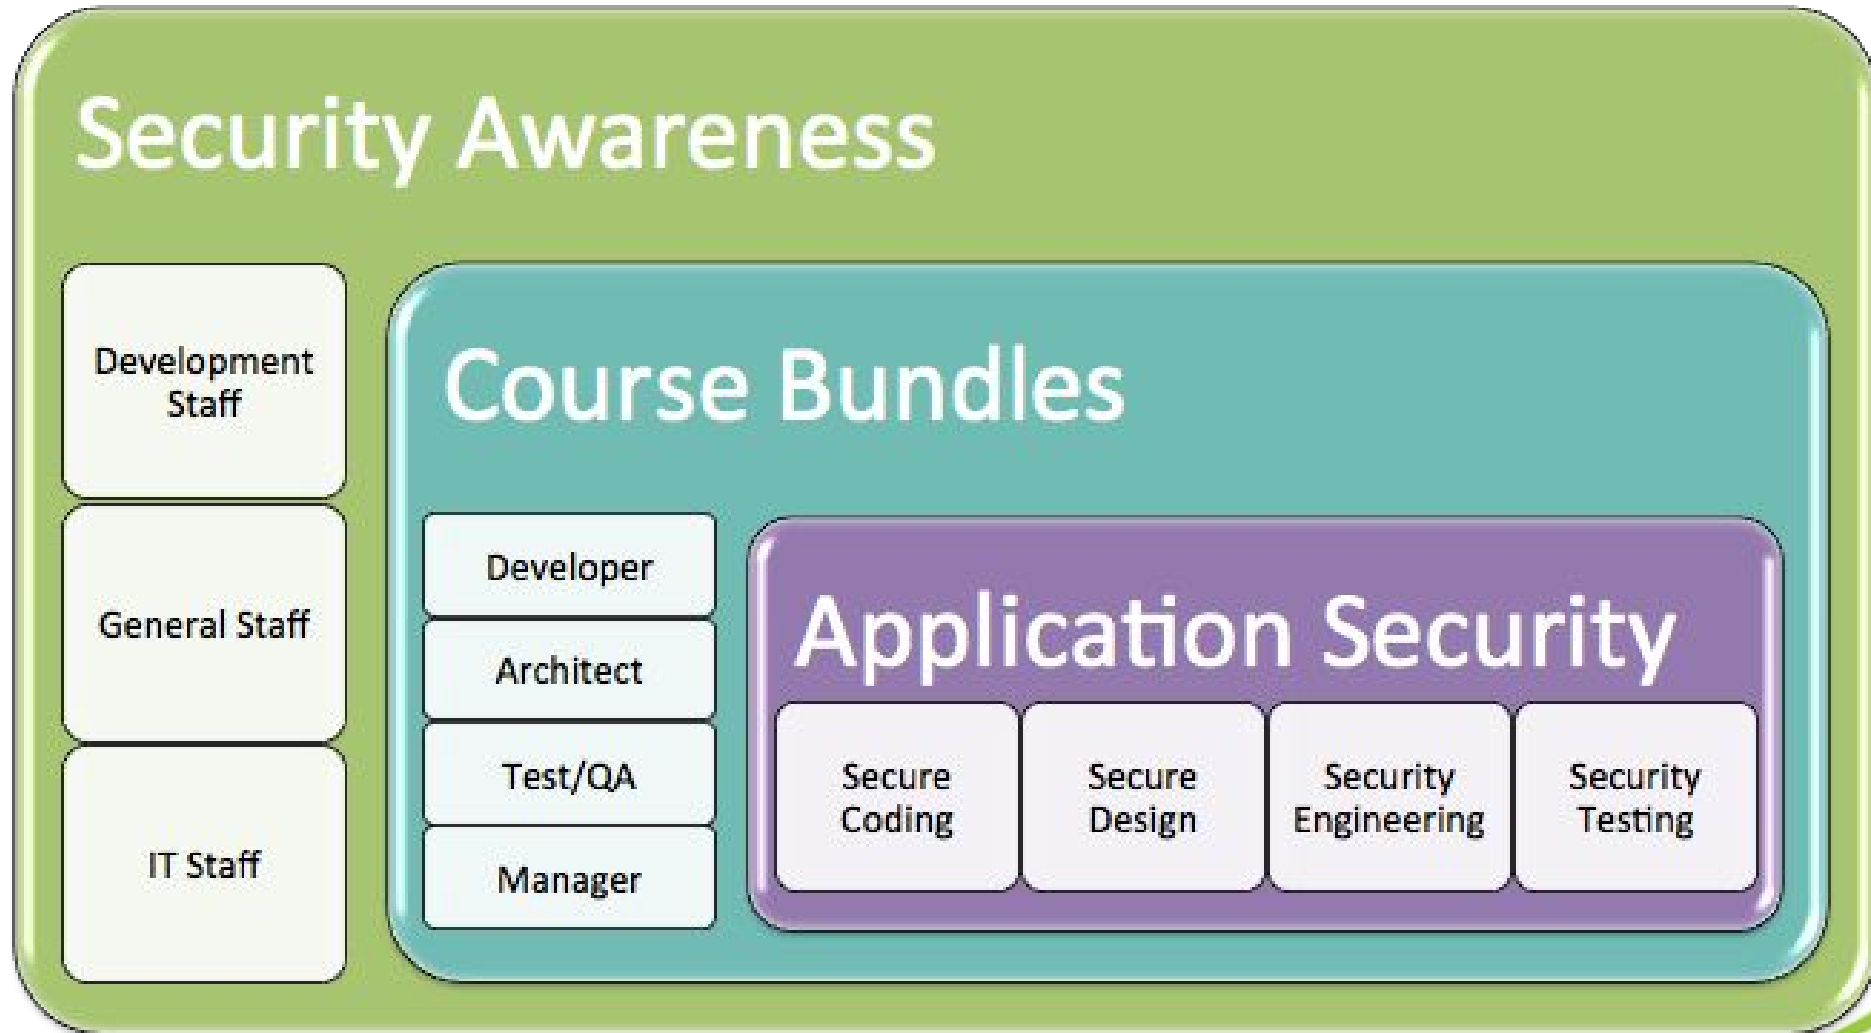 Security Awareness
Development
Staff
General Staff
IT Staff
Course Bundles
Developer
Architect
Test/QA
Manager
Application Security
Secure
Coding
Secure
Design
Security
Engineering
Security
Testing